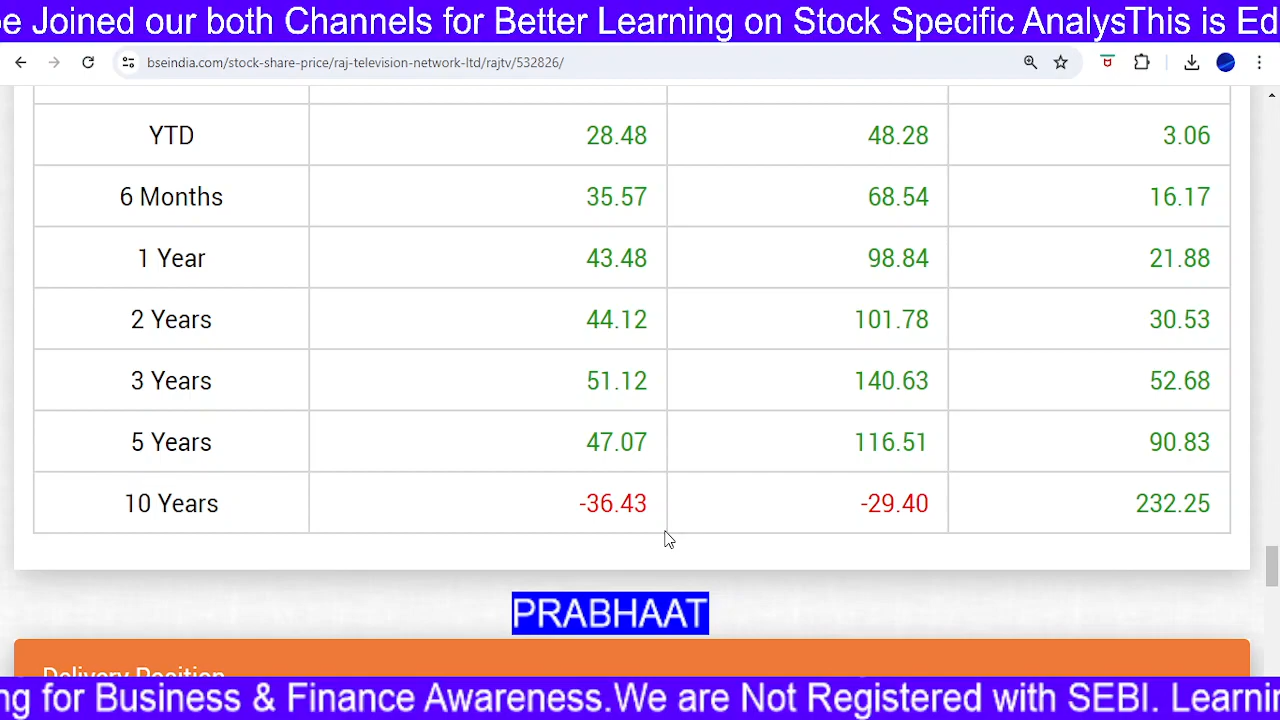 be Joined our both Channels for Better Learning on Stock Specific AnalysThis is Ed
bseindia.com/stock-share-price/raj-television-network-ltd/rajtv/532826/
YTD 28.48 48.28 3.06
6 Months 35.57 68.54 16.17
1 Year 43.48 98.84 21.88
2 Years 44.12 101.78 30.53
3 Years 51.12 140.63 52.68
5 Years 47.07 116.51 90.83
10 Years -36.43 -29.40 232.25
PRABHAAT
Delivery Position
ng for Business & Finance Awareness.We are Not Registered with SEBI. Learnin